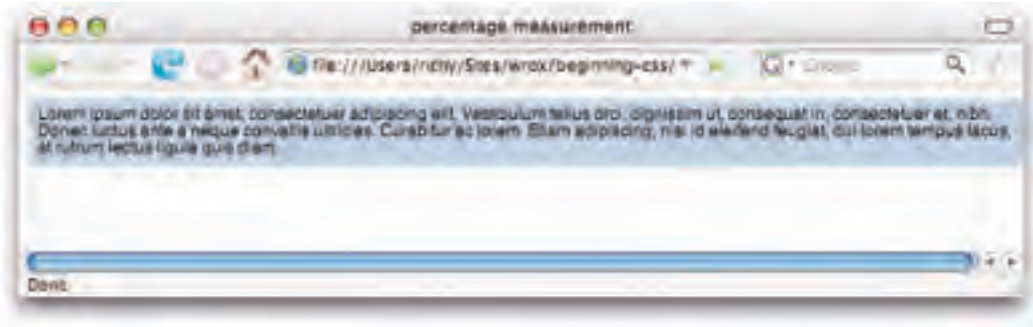 percentage measurement
file:///Users/richy/Sites/wrox/beginning-css/
G Google
Lorem ipsum dolor sit amet, consectetuer adipiscing elit. Vestibulum tellus orci, dignissim ut, consequat in, consectetuer et, nibh.
Donec luctus ante a neque convallis ultrices. Curabitur ac lorem. Etiam adipiscing, nisi id eleifend feugiat, dui lorem tempus lacus,
at rutrum lectus ligula quis diam.
Done